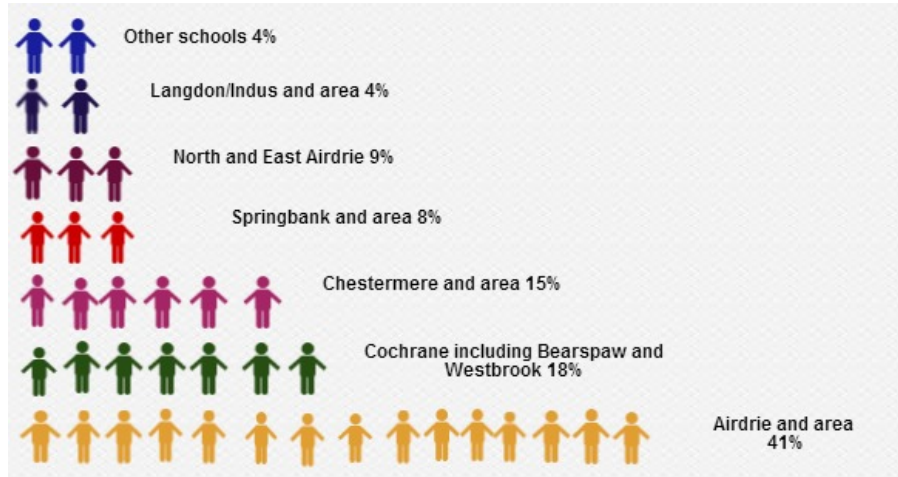 Other schools 4%
Langdon/Indus and area 4%
North and East Airdrie 9%
Springbank and area 8%
Chestermere and area 15%
Cochrane including Bearspaw and
Westbrook 18%
Airdrie and area
41%